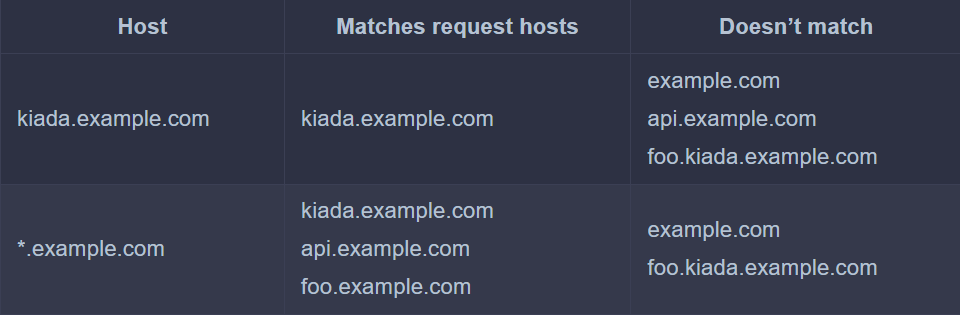 Host Matches request hosts Doesn’t match
kiada.example.com kiada.example.com example.com
api.example.com
foo.kiada.example.com
*.example.com kiada.example.com
api.example.com
foo.example.com
example.com
foo.kiada.example.com